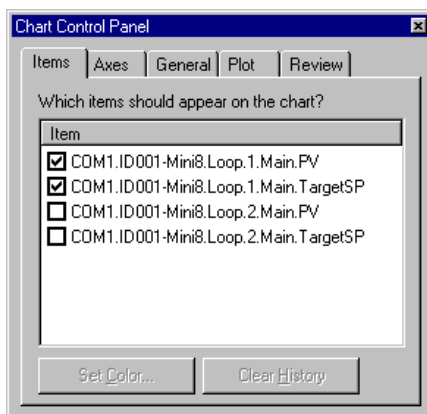 Chart Control Panel
Items Axes General Plot Review
Which items should appear on the chart?
Item
COM1.ID001-Mini8.Loop.1.Main.PV
COM1.ID001-Mini8.Loop.1.Main.TargetSP
COM1.ID001-Mini8.Loop.2.Main.PV
COM1.ID001-Mini8.Loop.2.Main.TargetSP
Set Color... Clear History